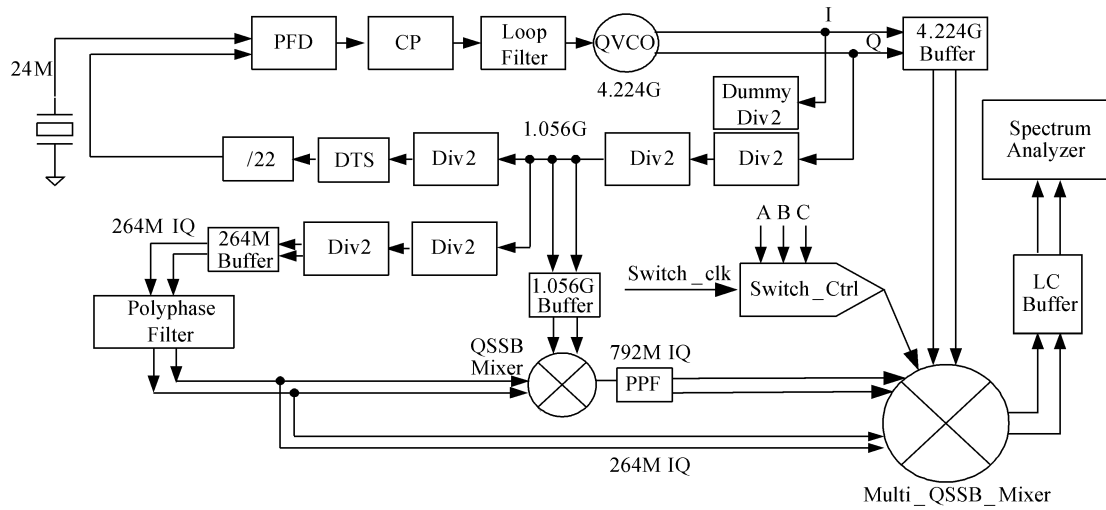 I
24M
PFD
CP
Loop
Filter
QVCO
4.224G
Q
4.224G
Buffer
Dummy
Div2
1.056G
/22
DTS
Div2
Div2
Div2
Spectrum
Analyzer
264M IQ
264M
Buffer
Div2
Div2
A B C
Switch_clk
Switch_Ctrl
1.056G
Buffer
LC
Buffer
Polyphase
Filter
QSSB
Mixer
792M IQ
PPF
264M IQ
Multi_QSSB_Mixer